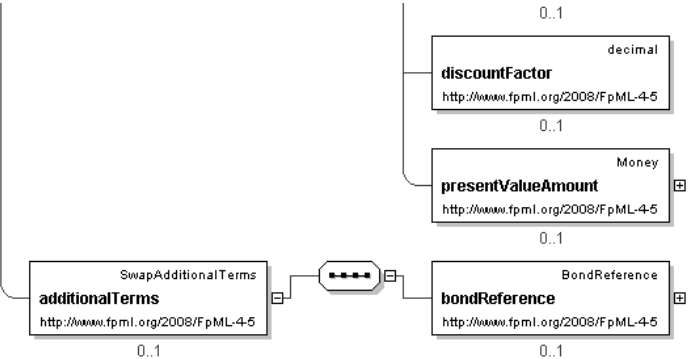 0..1
decimal
discountFactor
http://www.fpml.org/2008/FpML-4-5
0..1
Money
presentValueAmount
http://www.fpml.org/2008/FpML-4-5
0..1
SwapAdditionalTerms
additionalTerms
http://www.fpml.org/2008/FpML-4-5
0..1
BondReference
bondReference
http://www.fpml.org/2008/FpML-4-5
0..1